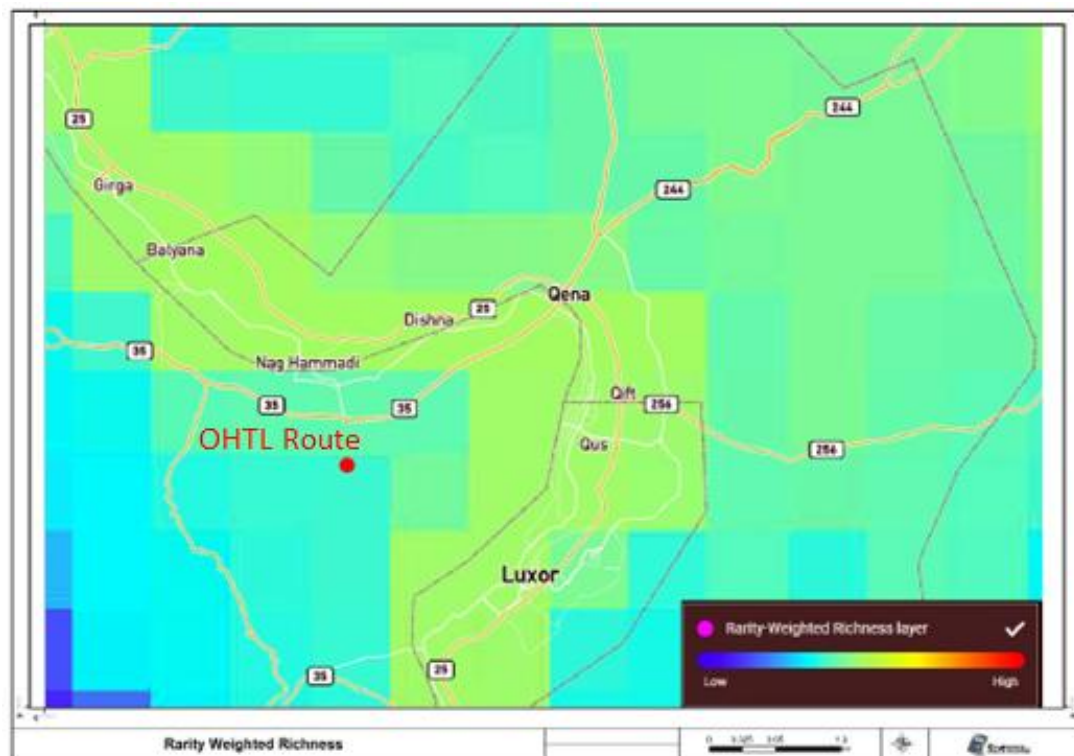 25
244
Girga
244
Balyana
25
Qena
Dishna
35
Nag Hammadi
35
35
Qift
256
OHTL Route
Qus
256
Luxor
Rarity-Weighted Richness layer
35
25
Low
High
Rarity Weighted Richness